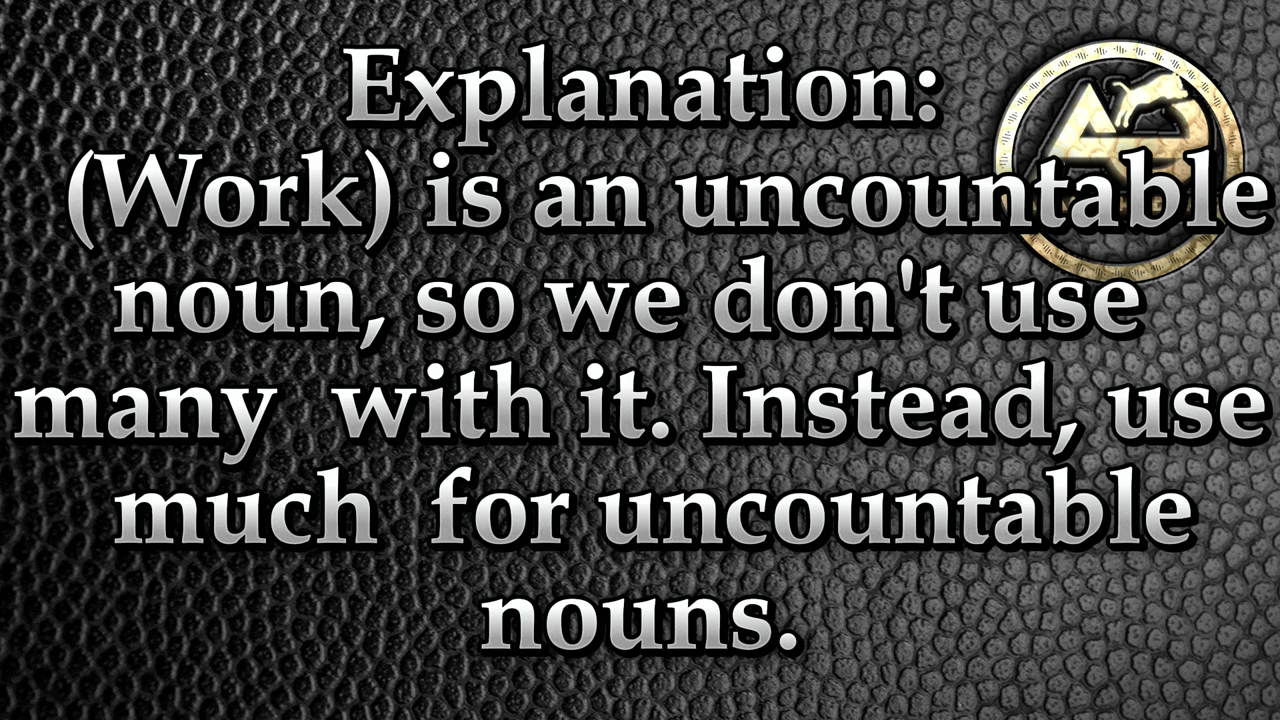 Explanation:
(Work) is an uncountable
noun, so we don't use
many with it. Instead, use
much for uncountable
nouns.